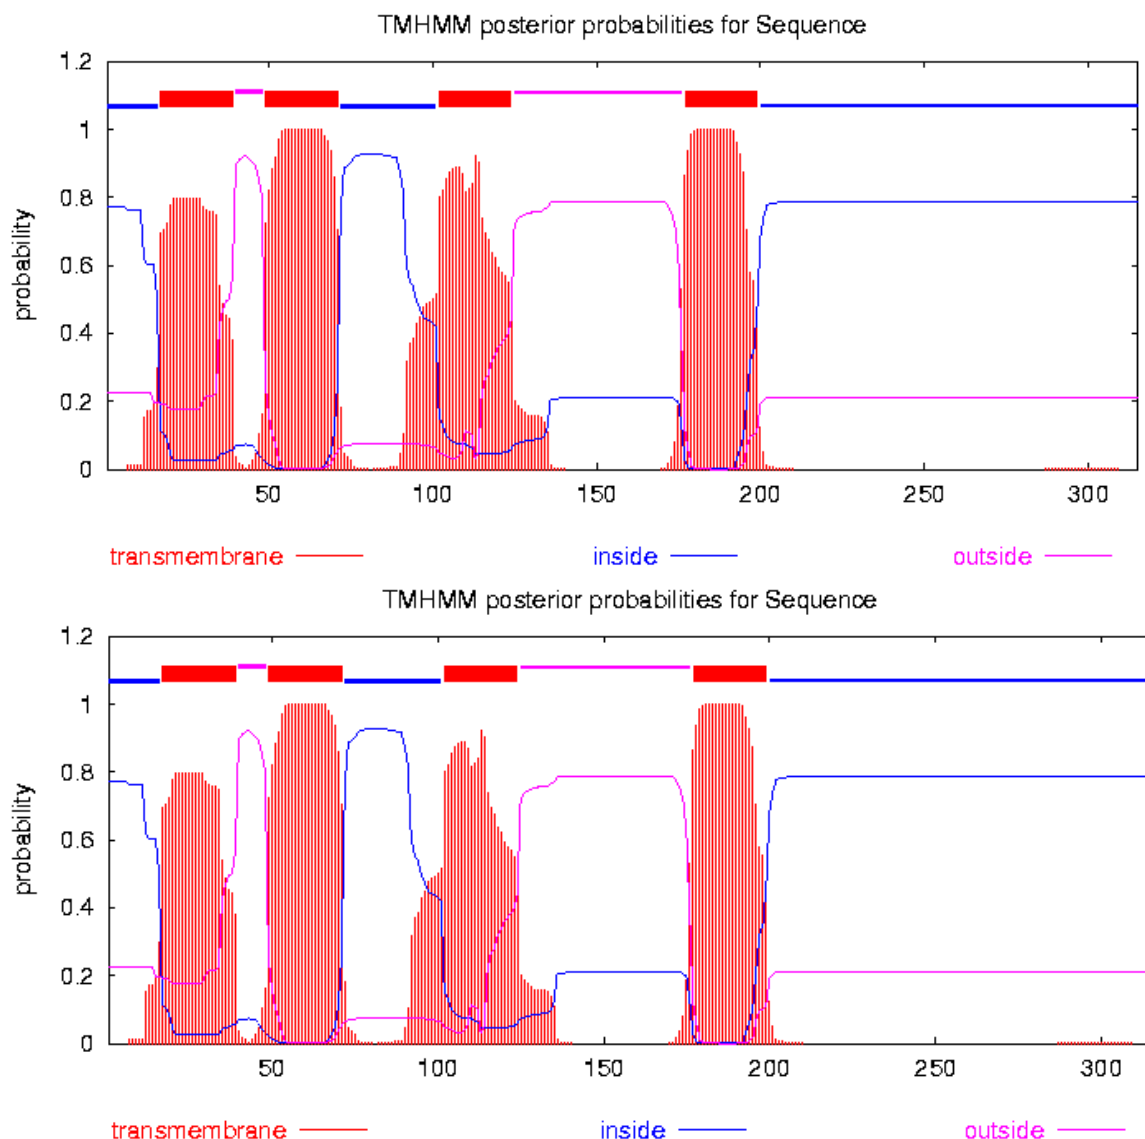 TMHMM posterior probabilities for Sequence
1.2
1
0.8
0.6
0.4
0.2
0
probability
50 100 150 200 250 300
transmembrane inside outside
TMHMM posterior probabilities for Sequence
1.2
1
0.8
0.6
0.4
0.2
0
probability
50 100 150 200 250 300
transmembrane inside outside